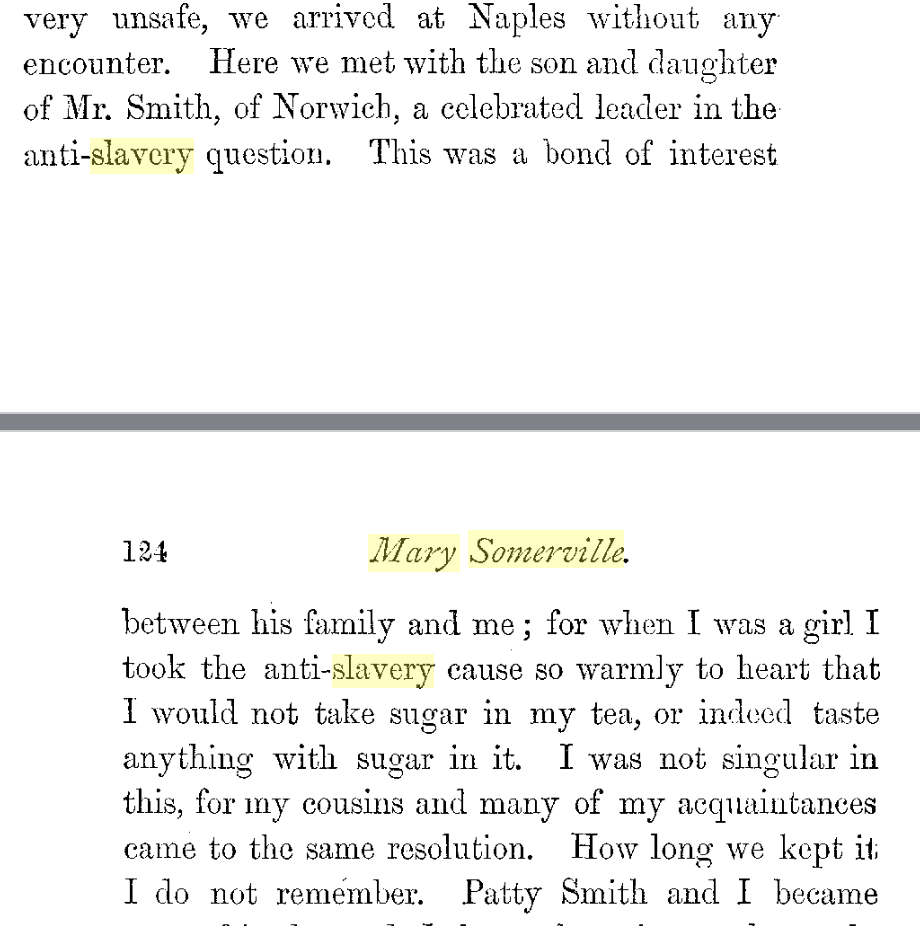 very unsafe, we arrived at Naples without any
encounter. Here we met with the son and daughter
of Mr. Smith, of Norwich, a celebrated leader in the
anti-slavery question. This was a bond of interest
124 Mary Somerville.
between his family and me; for when I was a girl I
took the anti-slavery cause so warmly to heart that
I would not take sugar in my tea, or indeed taste
anything with sugar in it. I was not singular in
this, for my cousins and many of my acquaintances
came to the same resolution. How long we kept it
I do not remember. Patty Smith and I became